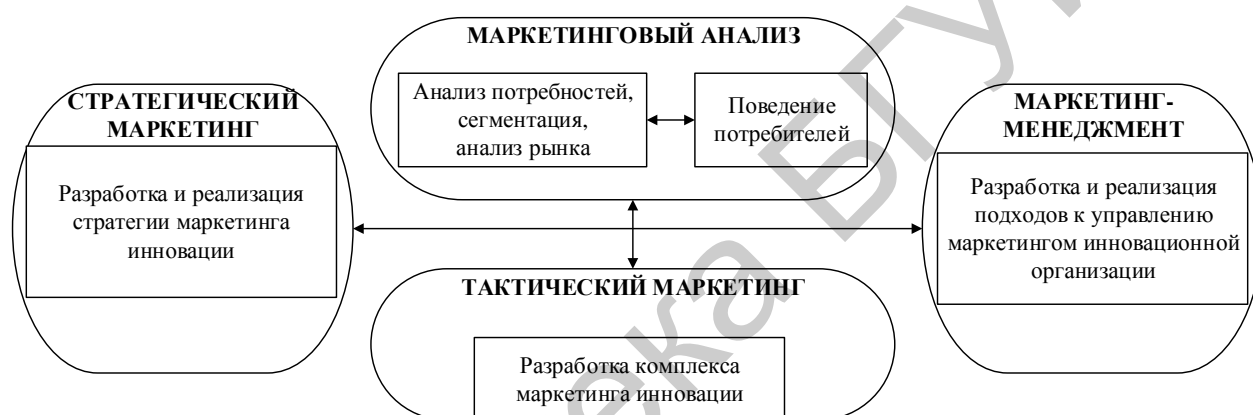 МАРКЕТИНГОВЫЙ АНАЛИЗ
Анализ потребностей,
сегментация,
анализ рынка
Поведение
потребителей
СТРАТЕГИЧЕСКИЙ
МАРКЕТИНГ
Разработка и реализация
стратегии маркетинга
инновации
МАРКЕТИНГ-
МЕНЕДЖМЕНТ
Разработка и реализация
подходов к управлению
маркетингом инновационной
организации
ТАКТИЧЕСКИЙ МАРКЕТИНГ
Разработка комплекса
маркетинга инновации